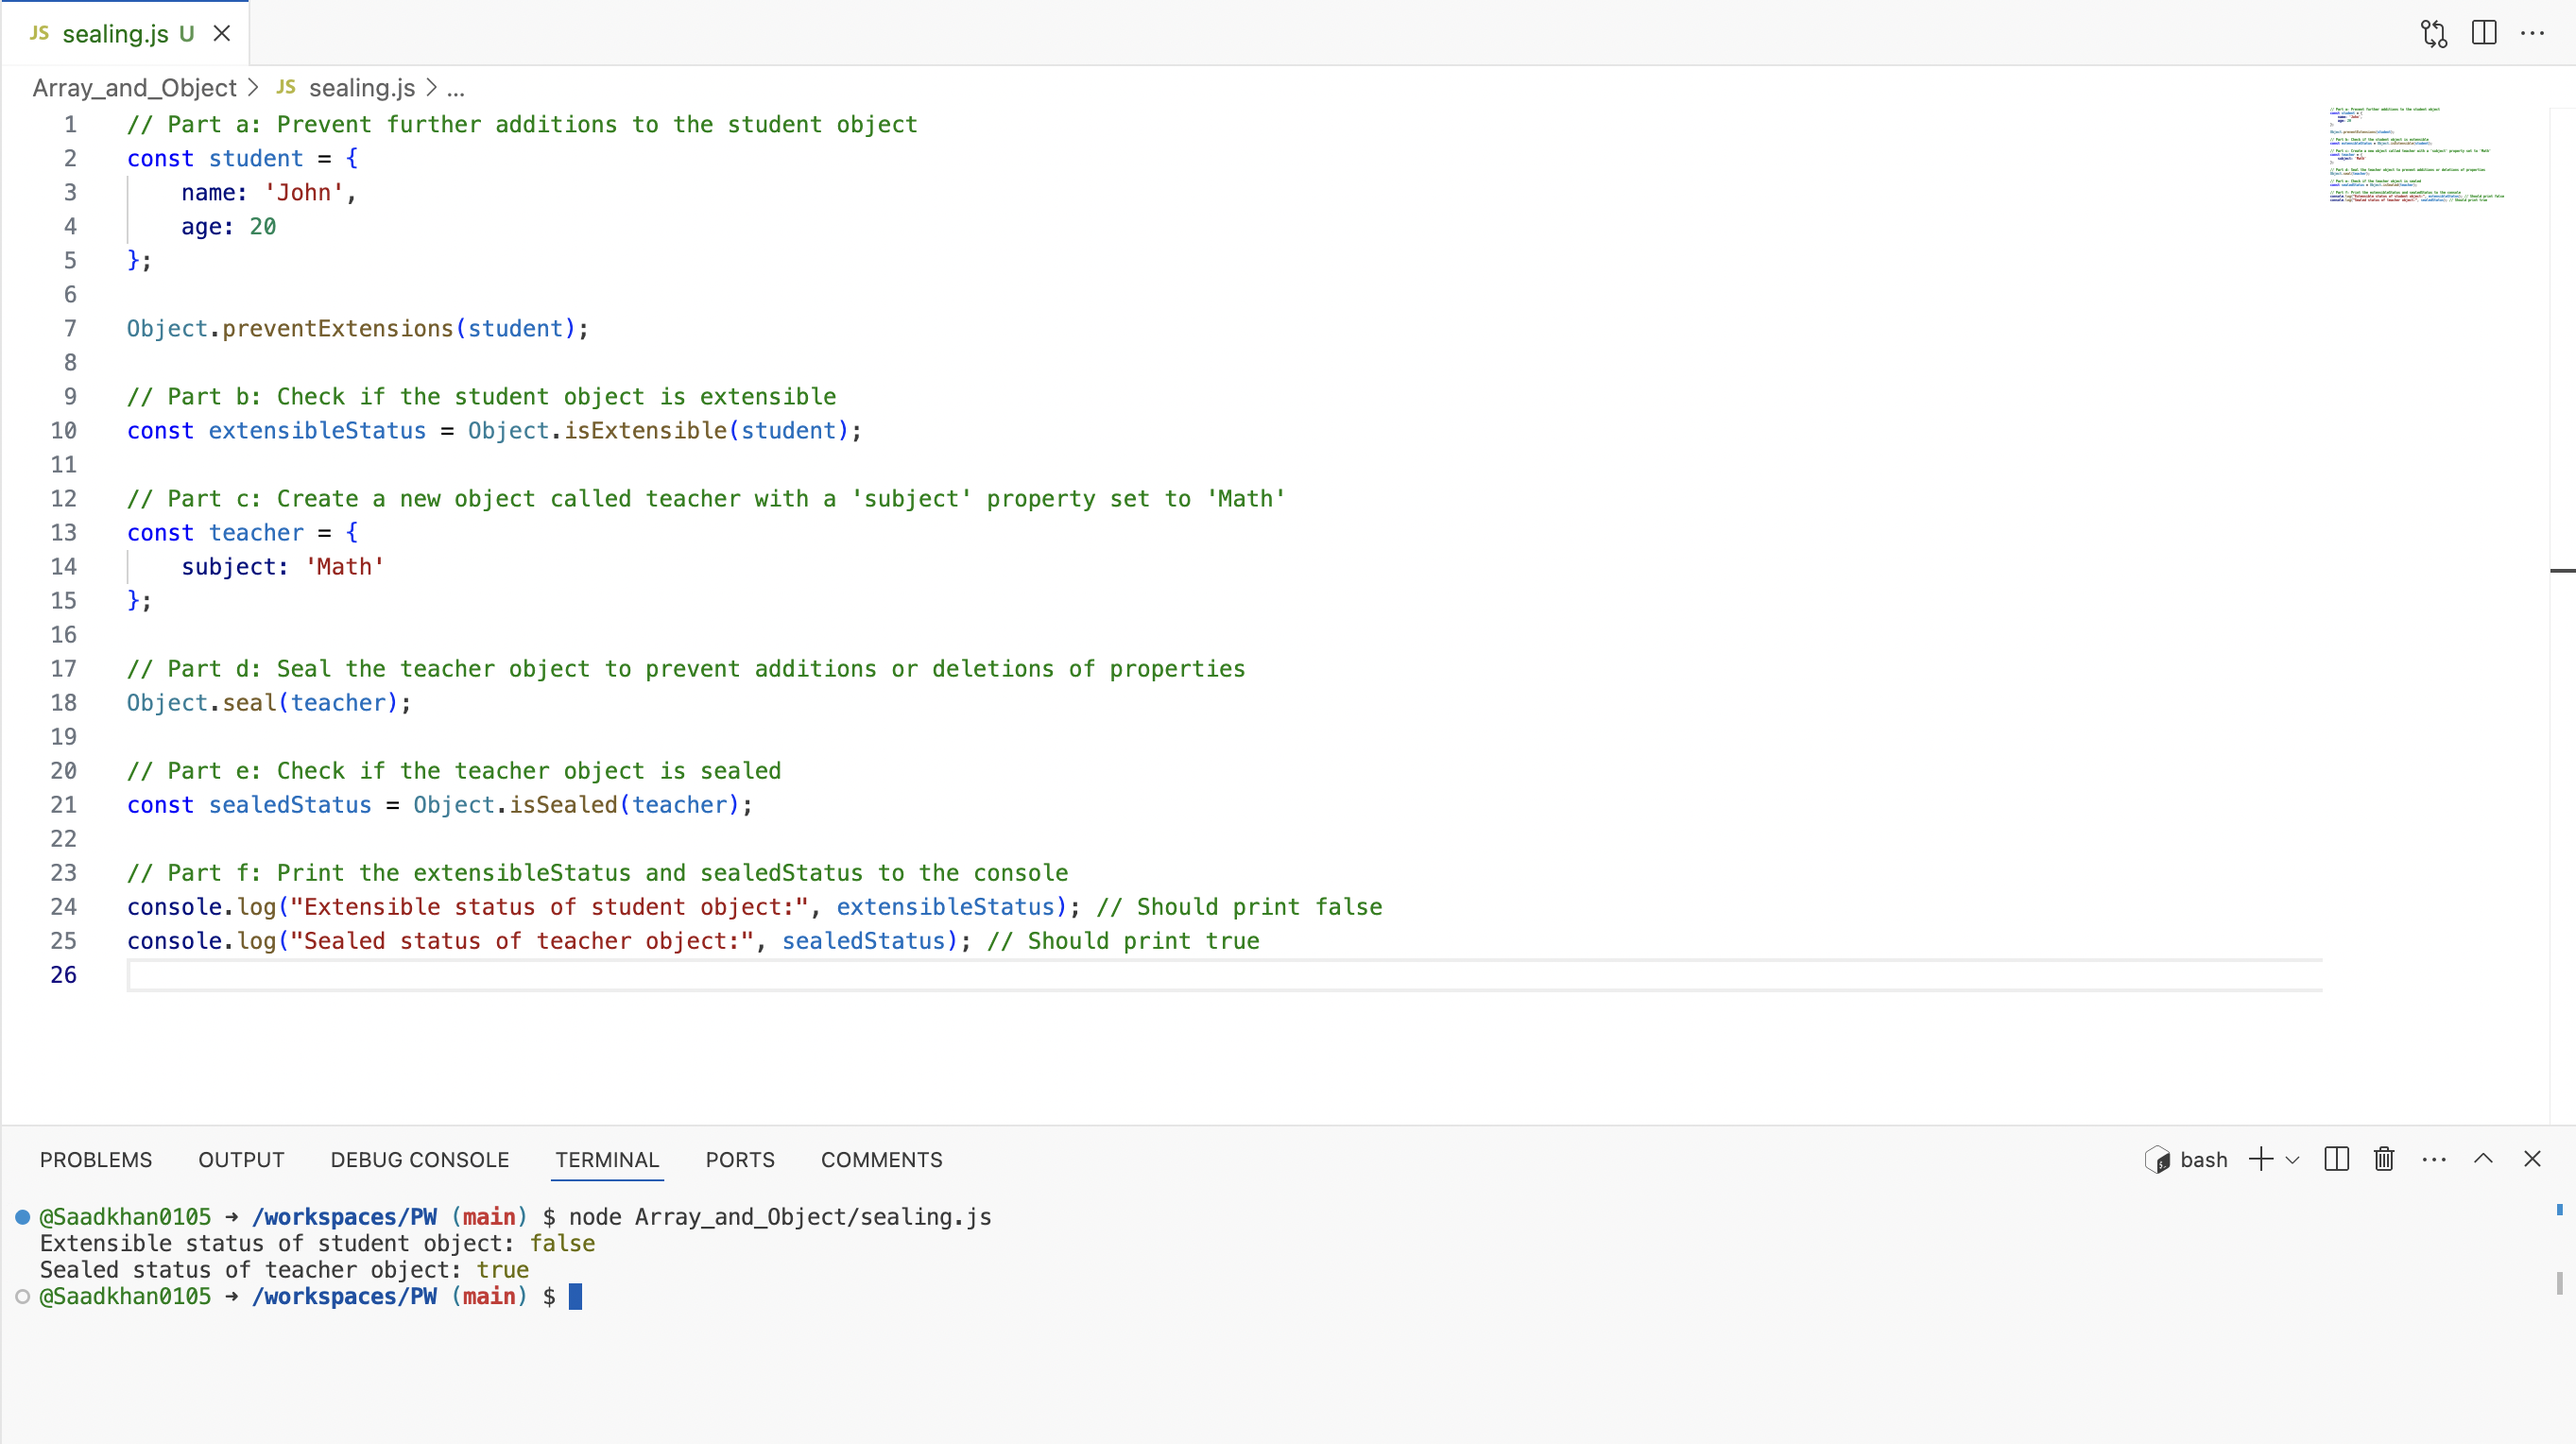 JS sealing.js U
Array_and_Object > JS sealing.js > ...
1 // Part a: Prevent further additions to the student object
2 const student = {
3     name: 'John',
4     age: 20
5 };
6
7 Object.preventExtensions(student);
8
9 // Part b: Check if the student object is extensible
10 const extensibleStatus = Object.isExtensible(student);
11
12 // Part c: Create a new object called teacher with a 'subject' property set to 'Math'
13 const teacher = {
14     subject: 'Math'
15 };
16
17 // Part d: Seal the teacher object to prevent additions or deletions of properties
18 Object.seal(teacher);
19
20 // Part e: Check if the teacher object is sealed
21 const sealedStatus = Object.isSealed(teacher);
22
23 // Part f: Print the extensibleStatus and sealedStatus to the console
24 console.log("Extensible status of student object:", extensibleStatus); // Should print false
25 console.log("Sealed status of teacher object:", sealedStatus); // Should print true
26
PROBLEMS OUTPUT DEBUG CONSOLE TERMINAL PORTS COMMENTS bash
@Saadkhan0105 → /workspaces/PW (main) $ node Array_and_Object/sealing.js
Extensible status of student object: false
Sealed status of teacher object: true
@Saadkhan0105 → /workspaces/PW (main) $